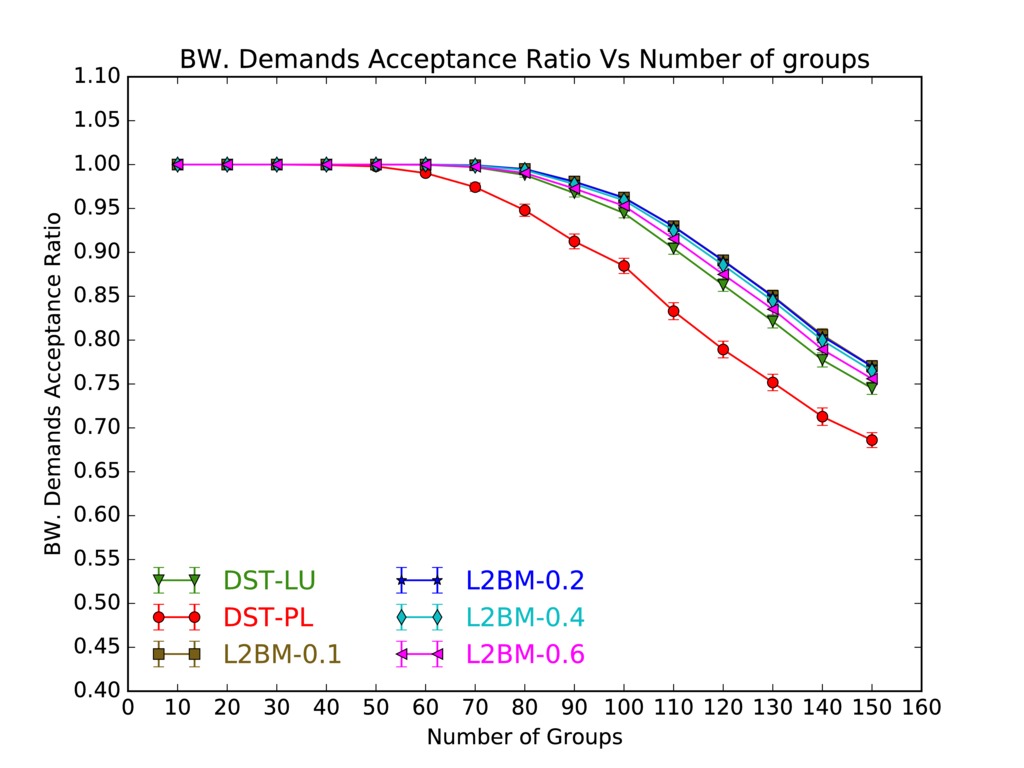 BW. Demands Acceptance Ratio Vs Number of groups
1.10
1.05
1.00
0.95
0.90
0.85
0.80
0.75
0.70
0.65
0.60
0.55
0.50
0.45
0.40
BW. Demands Acceptance Ratio
DST-LU
DST-PL
L2BM-0.1
L2BM-0.2
L2BM-0.4
L2BM-0.6
0 10 20 30 40 50 60 70 80 90 100 110 120 130 140 150 160
Number of Groups